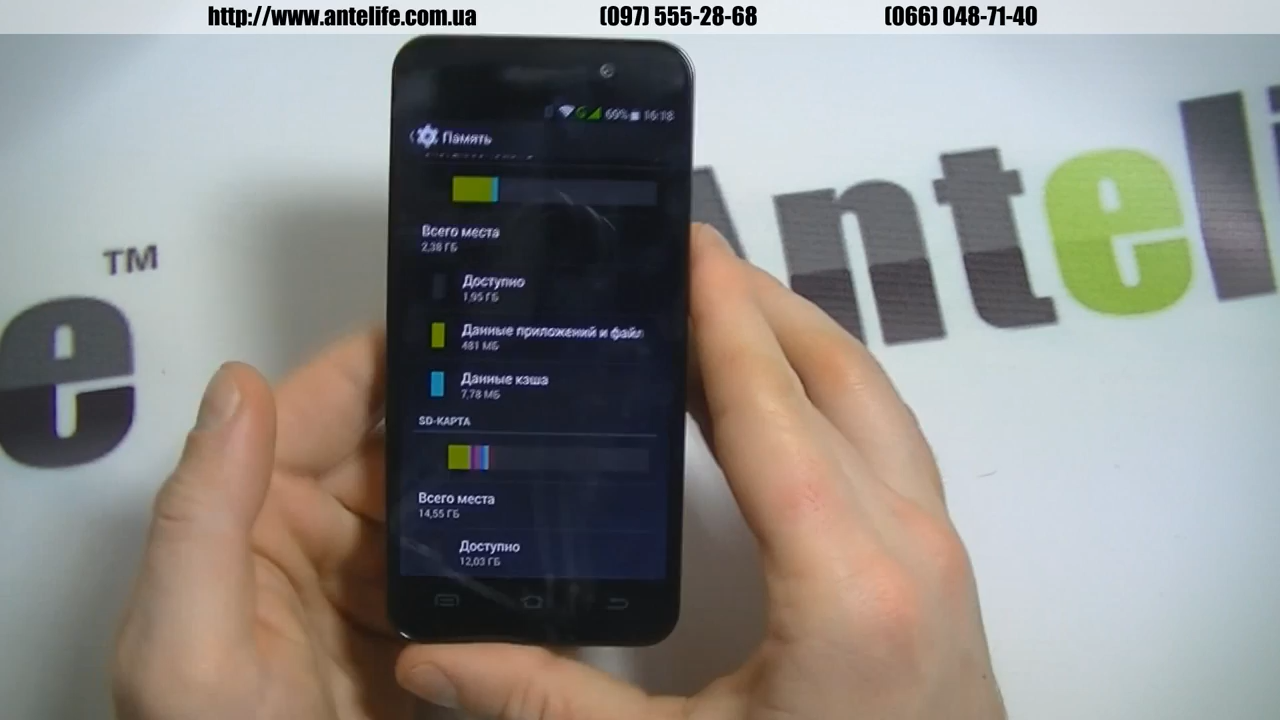 http://www.antelife.com.ua
(097) 555-28-68
(066) 048-71-40
69%
16:18
Память
Всего места
2,38 ГБ
Доступно
1,95 ГБ
Данные приложений и файл
481 МБ
Данные кэша
7,78 МБ
SD-КАРТА
Всего места
14,55 ГБ
Доступно
12,03 ГБ
TM
e
Anteli